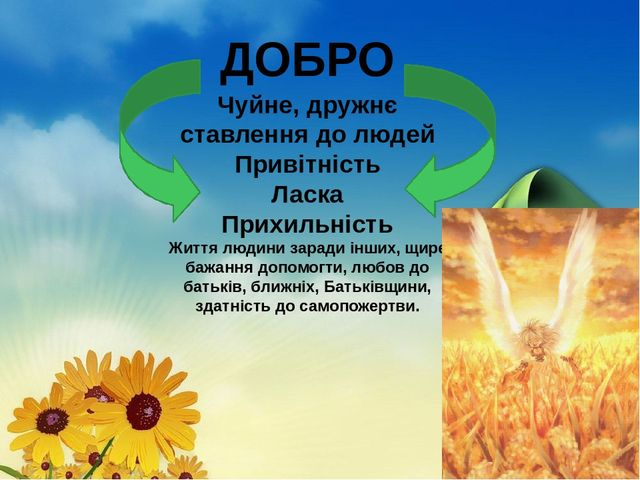 ДОБРО
Чуйне, дружнє
ставлення до людей
Привітність
Ласка
Прихильність
Життя людини заради інших, щире
бажання допомогти, любов до
батьків, ближніх, Батьківщини,
здатність до самопожертви.